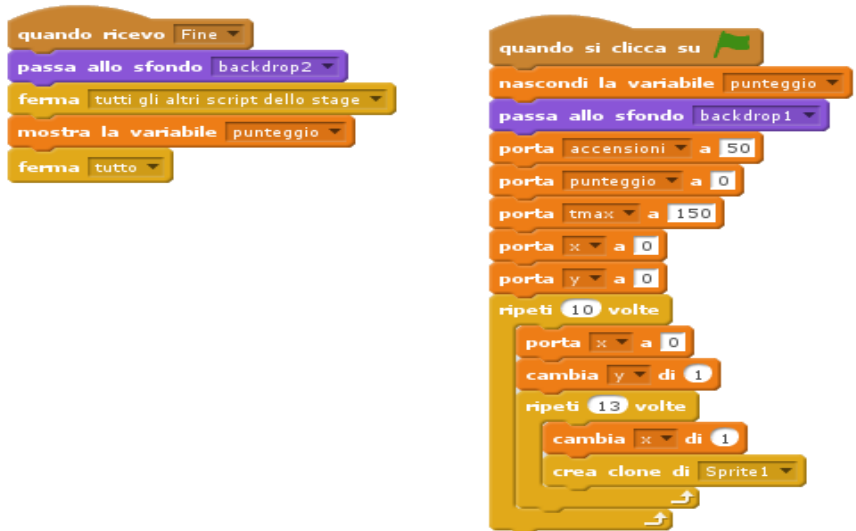 quando ricevo Fine
passa allo sfondo backdrop2
ferma tutti gli altri script dello stage
mostra la variabile punteggio
ferma tutto
quando si clicca su
nascondi la variabile punteggio
passa allo sfondo backdrop1
porta accensioni a 50
porta punteggio a 0
porta tmax a 150
porta x a 0
porta y a 0
ripeti 10 volte
porta x a 0
cambia y di 1
ripeti 13 volte
cambia x di 1
crea clone di Sprite1